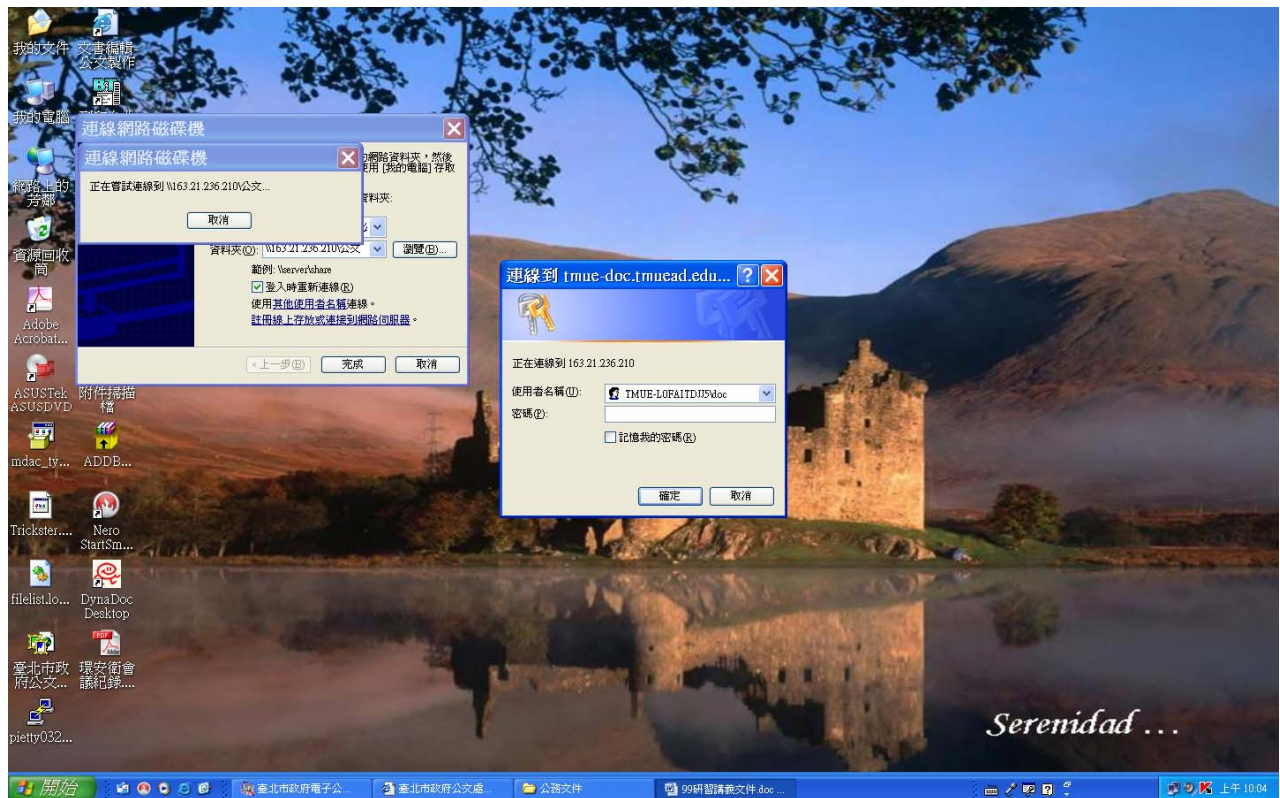 我的文件
文書編輯
公文製作
我的電腦
網路上的
芳鄰
資源回收
筒
Adobe
Acrobat...
ASUSTek
ASUSDVD
附件掃描
檔
mdac_ty...
ADDB...
Trickster....
Nero
StartSm...
filelist.lo...
DynaDoc
Desktop
臺北市政
府公文...
環安衛會
議紀錄....
pietty032...
連線網路磁碟機
網路資料夾，然後
使用 [我的電腦] 存取
資料夾:
連線網路磁碟機
正在嘗試連線到 \\163.21.236.210\公文...
取消
資料夾(O): \\163.21.236.210\公文
瀏覽(B)...
範例: \\server\share
登入時重新連線(R)
使用其他使用者名稱連線。
註冊線上存放或連接到網路伺服器。
<上一步(B)
完成
取消
連線到 tmue-doc.tmuead.edu...
正在連線到 163.21.236.210
使用者名稱(U): TMUE-L0FAITDJJ5\doc
密碼(P):
記憶我的密碼(R)
確定
取消
Serenidad ...
開始
臺北市政府電子公...
臺北市政府公文處...
公務文件
99研習講義文件.doc ...
上午 10:04